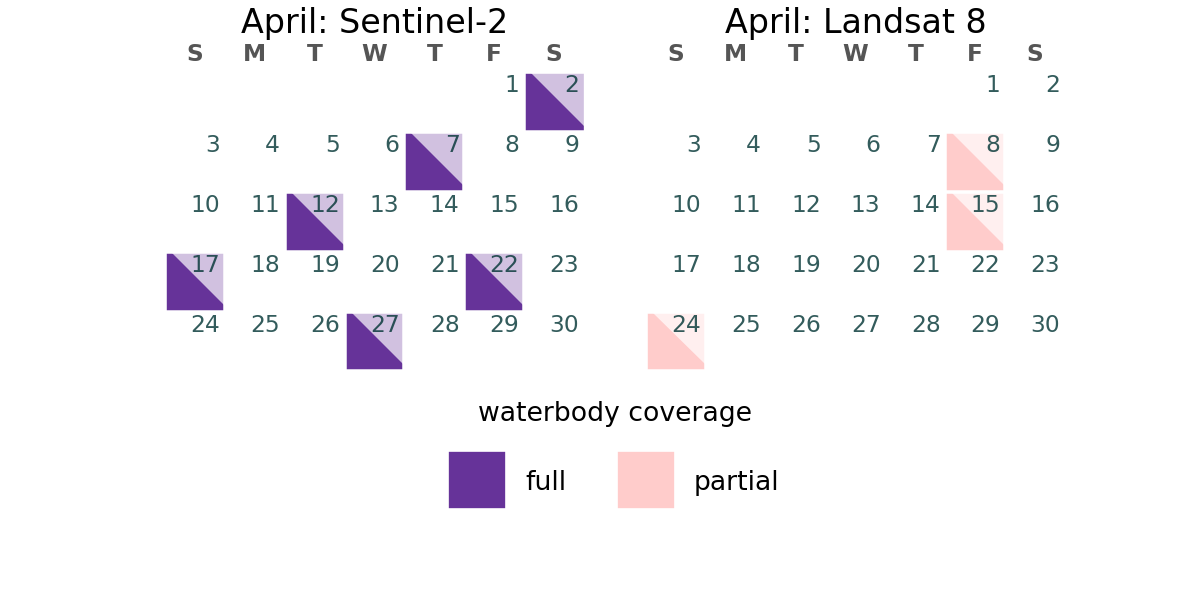 April: Sentinel-2
S M T W T F S
1 2
3 4 5 6 7 8 9
10 11 12 13 14 15 16
17 18 19 20 21 22 23
24 25 26 27 28 29 30
April: Landsat 8
S M T W T F S
1 2
3 4 5 6 7 8 9
10 11 12 13 14 15 16
17 18 19 20 21 22 23
24 25 26 27 28 29 30
waterbody coverage
full partial